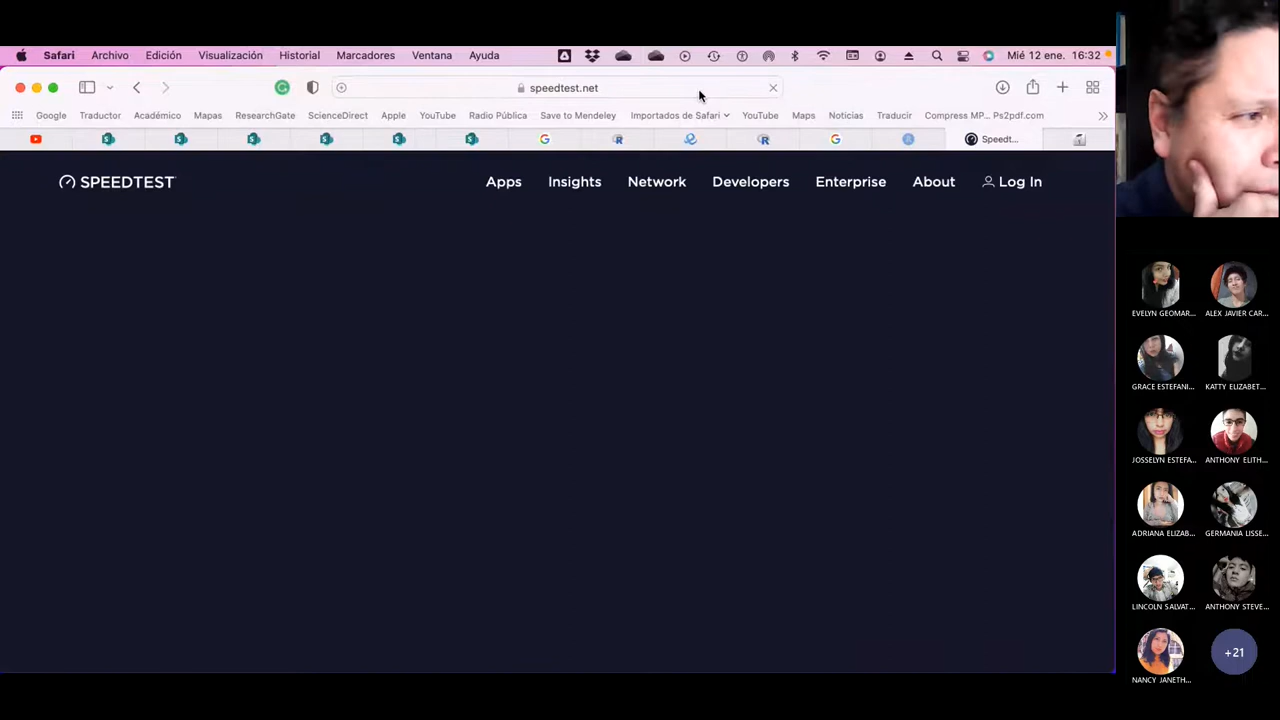 Safari Archivo Edición Visualización Historial Marcadores Ventana Ayuda Mié 12 ene. 16:32
speedtest.net
Google Traductor Académico Mapas ResearchGate ScienceDirect Apple YouTube Radio Pública Save to Mendeley Importados de Safari YouTube Maps Noticias Traducir Compress MP... Ps2pdf.com
Speedt...
SPEEDTEST Apps Insights Network Developers Enterprise About Log In
EVELYN GEOMAR... ALEX JAVIER CAR...
GRACE ESTEFANI... KATTY ELIZABET...
JOSSELYN ESTEFA... ANTHONY ELITH...
ADRIANA ELIZAB... GERMANIA LISSE...
LINCOLN SALVAT... ANTHONY STEVE...
+21
NANCY JANETH...